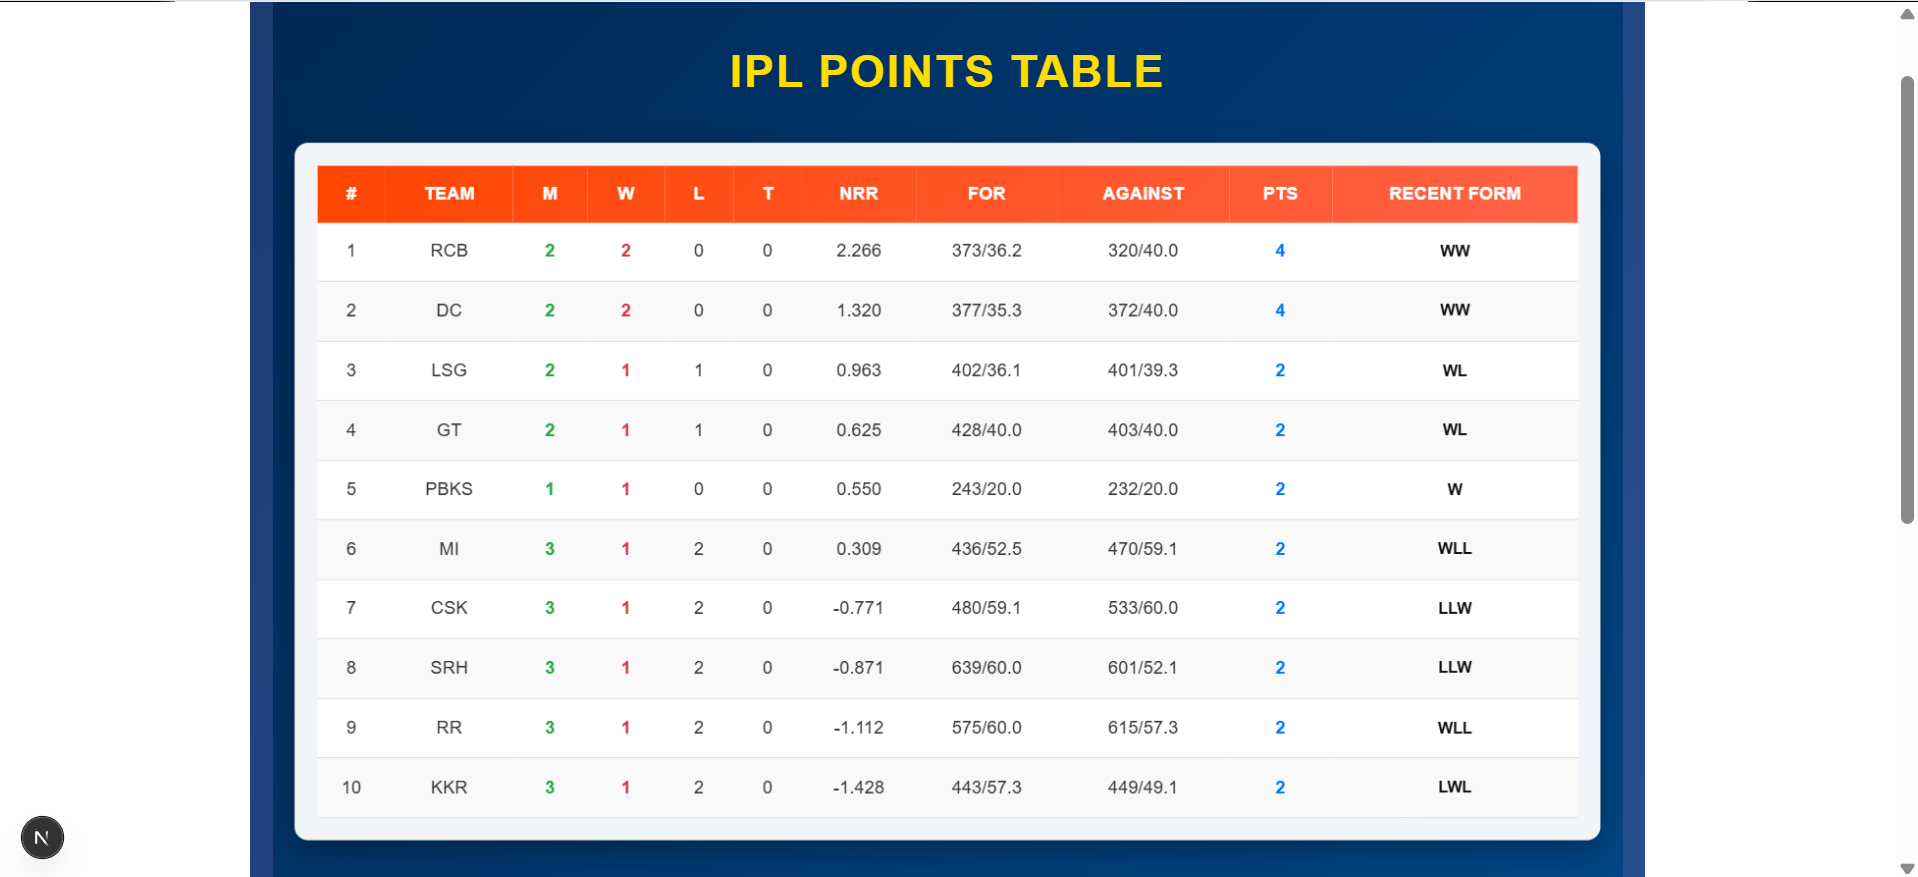 IPL POINTS TABLE
# TEAM M W L T NRR FOR AGAINST PTS RECENT FORM
1 RCB 2 2 0 0 2.266 373/36.2 320/40.0 4 WW
2 DC 2 2 0 0 1.320 377/35.3 372/40.0 4 WW
3 LSG 2 1 1 0 0.963 402/36.1 401/39.3 2 WL
4 GT 2 1 1 0 0.625 428/40.0 403/40.0 2 WL
5 PBKS 1 1 0 0 0.550 243/20.0 232/20.0 2 W
6 MI 3 1 2 0 0.309 436/52.5 470/59.1 2 WLL
7 CSK 3 1 2 0 -0.771 480/59.1 533/60.0 2 LLW
8 SRH 3 1 2 0 -0.871 639/60.0 601/52.1 2 LLW
9 RR 3 1 2 0 -1.112 575/60.0 615/57.3 2 WLL
10 KKR 3 1 2 0 -1.428 443/57.3 449/49.1 2 LWL
N